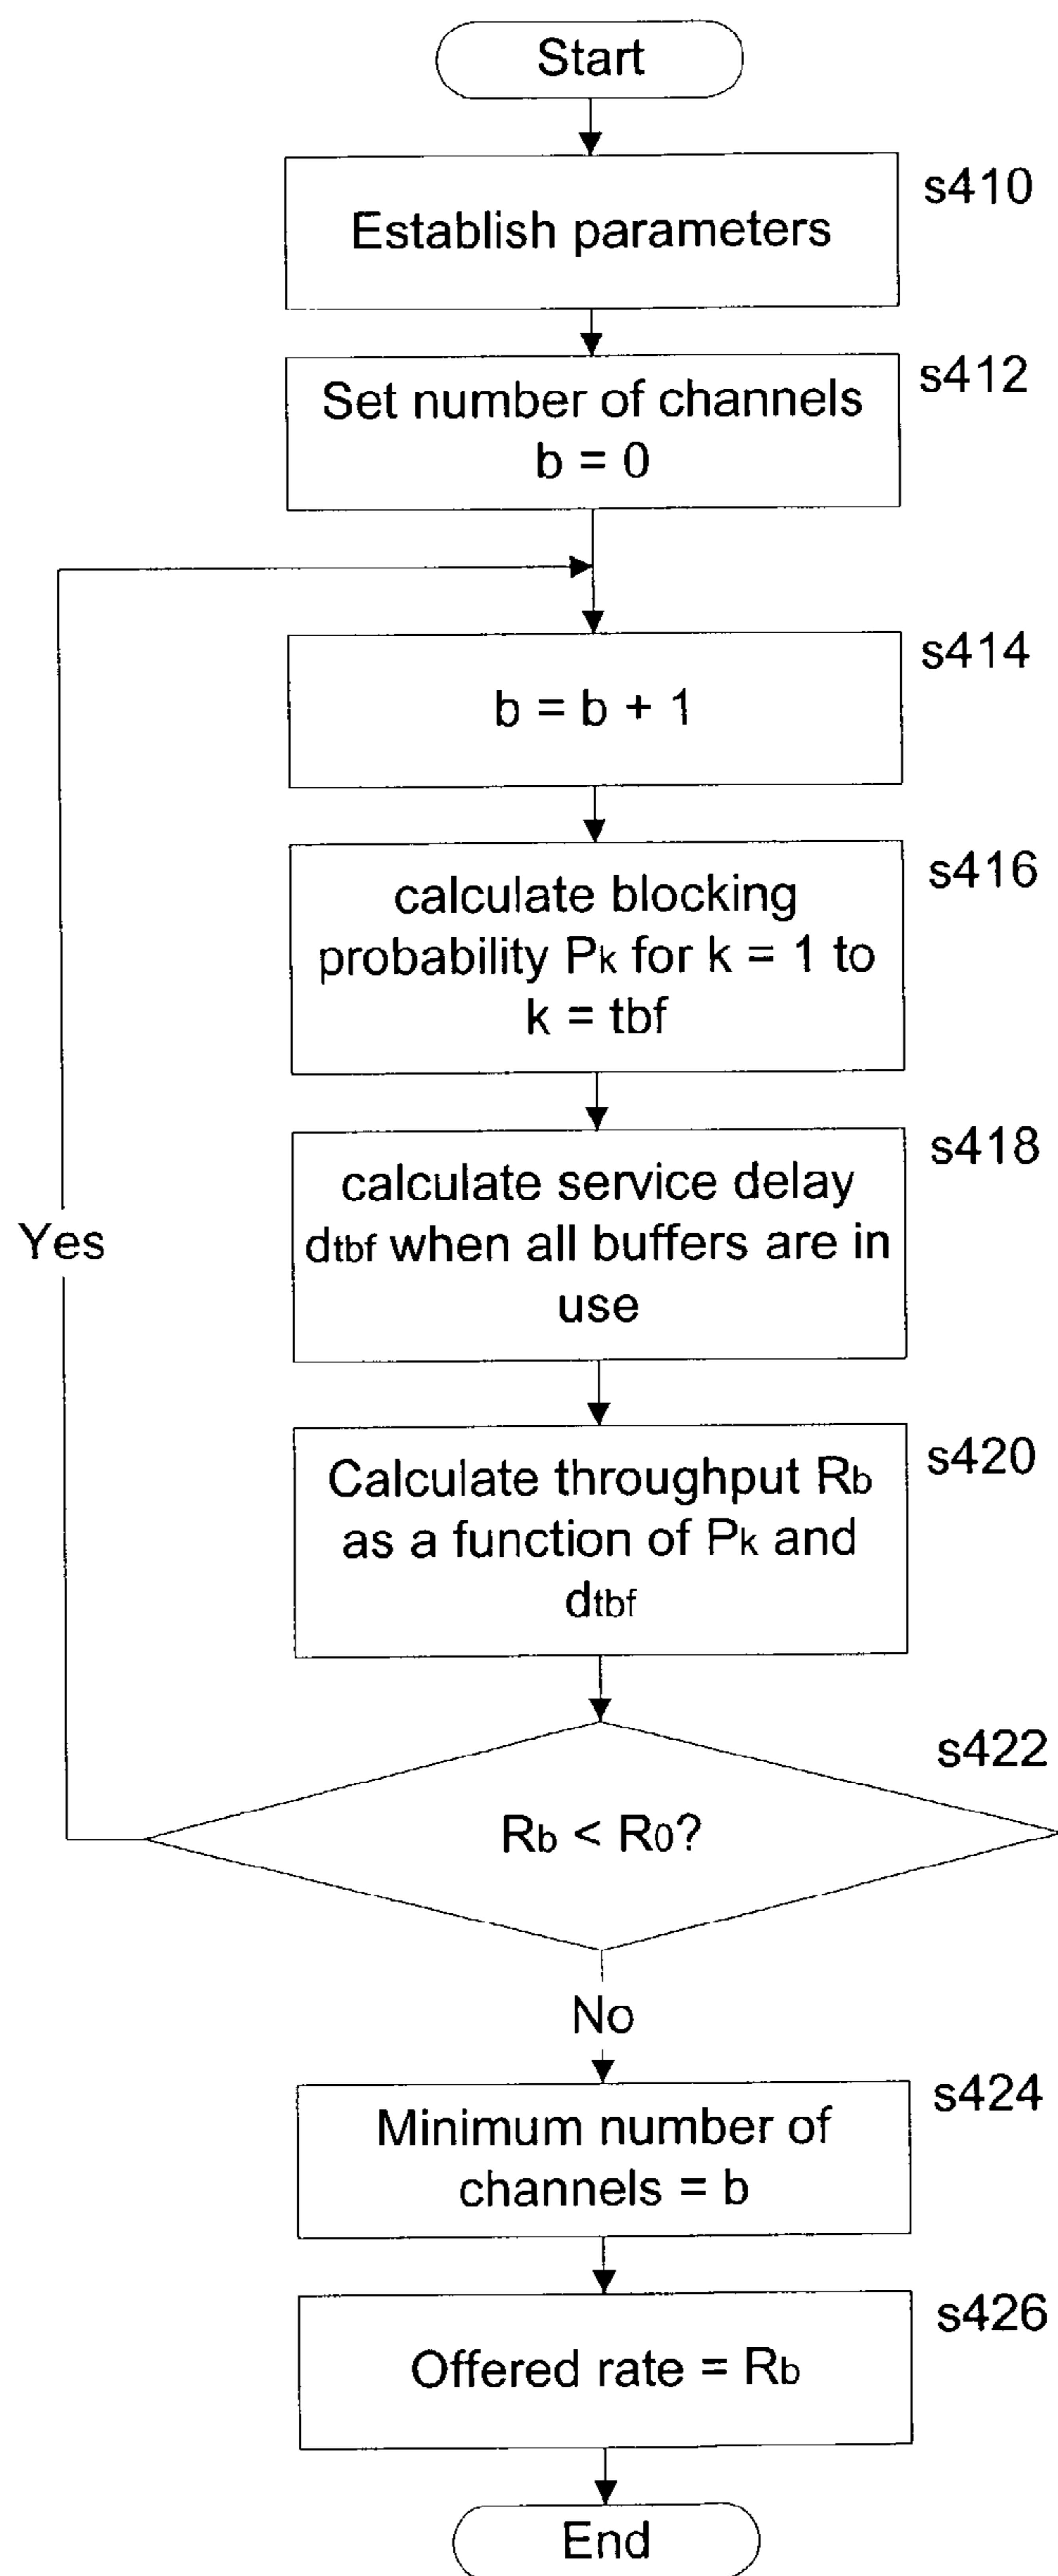 Start
s410
Establish parameters
s412
Set number of channels
b = 0
s414
b = b + 1
s416
calculate blocking
probability Pk for k = 1 to
k = tbf
s418
calculate service delay
dtbf when all buffers are in
use
Yes
s420
Calculate throughput Rb
as a function of Pk and
dtbf
s422
Rb < R0?
No
s424
Minimum number of
channels = b
s426
Offered rate = Rb
End